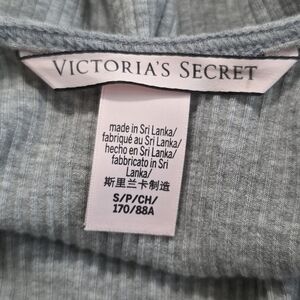 VICTORIA'S SECRET
made in Sri Lanka/
fabriqué au Sri Lanka/
hecho en Sri Lanka/
fabbricato in Sri
Lanka/
斯里兰卡制造
S/P/CH/
170/88A